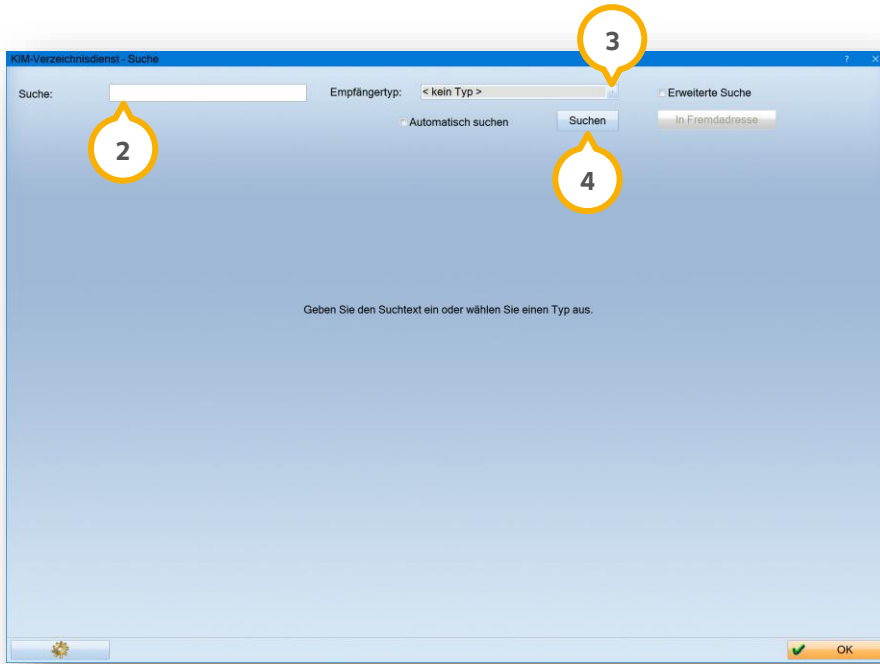 3
KIM-Verzeichnisdienst - Suche
?
Suche:
Empfängertyp:
< kein Typ >
Erweiterte Suche
Automatisch suchen
Suchen
In Fremdadresse
2
4
Geben Sie den Suchtext ein oder wählen Sie einen Typ aus.
OK